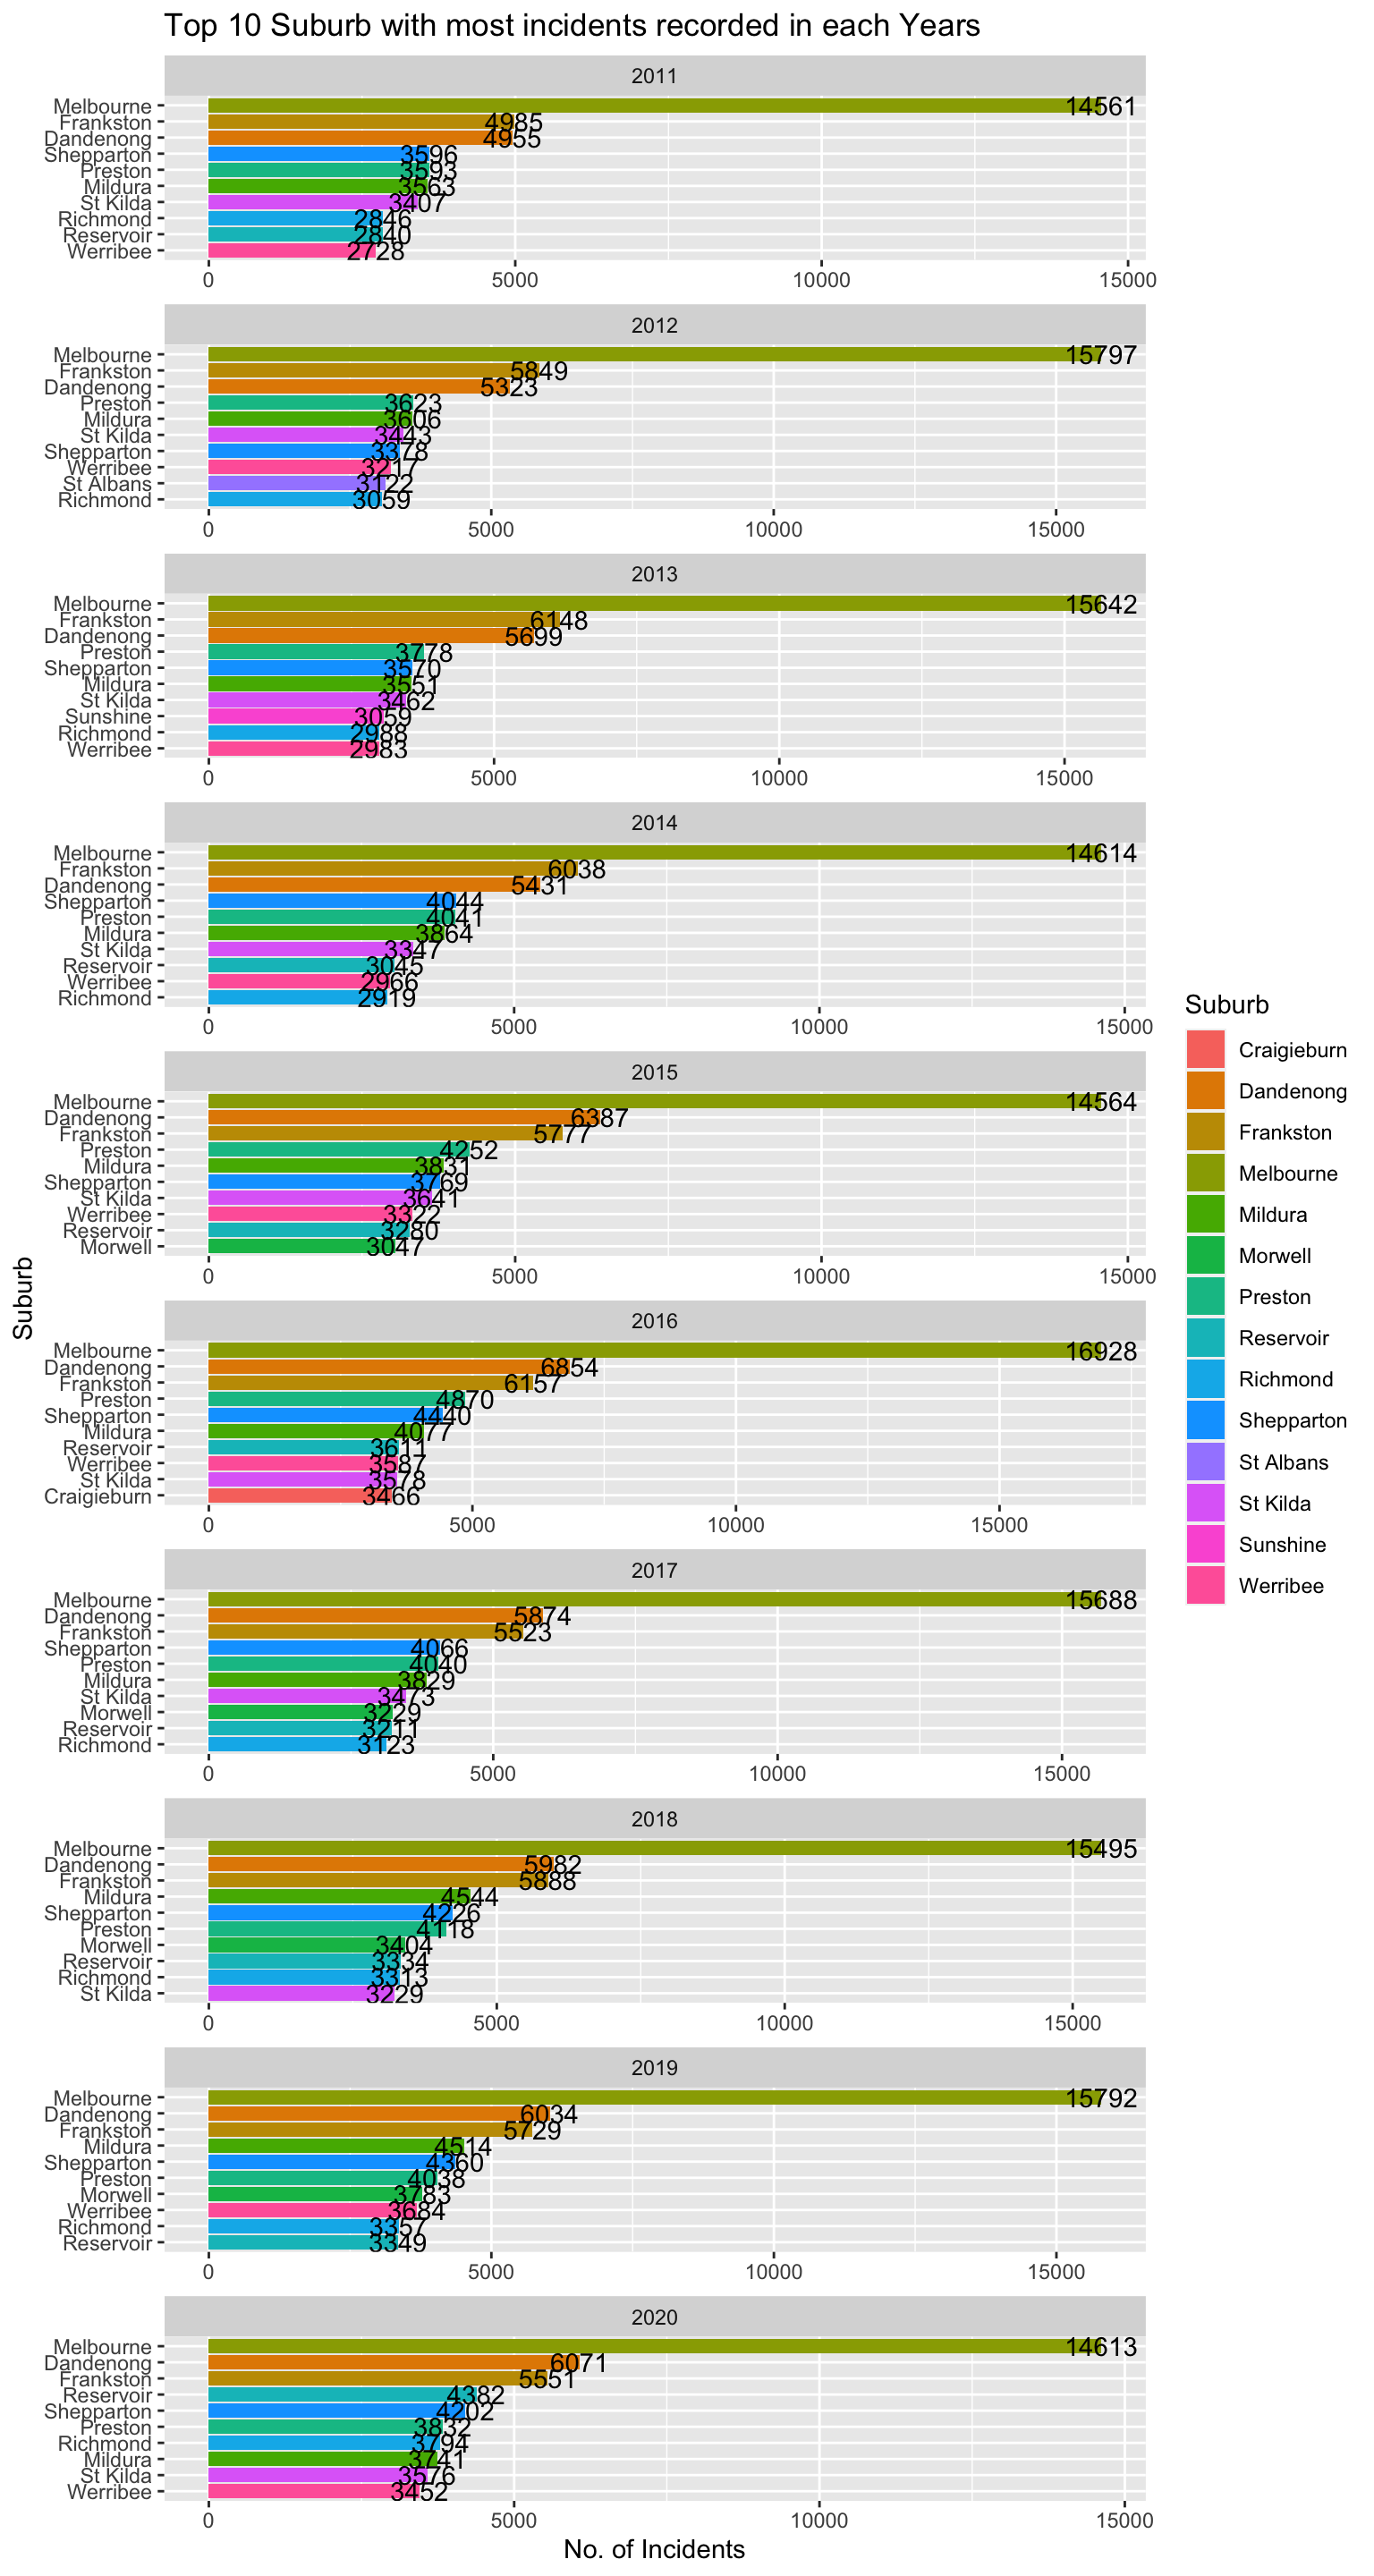 Top 10 Suburb with most incidents recorded in each Years
2011
Melbourne 14561
Frankston 4985
Dandenong 4955
Shepparton 3596
Preston 3593
Mildura 3563
St Kilda 3407
Richmond 2846
Reservoir 2840
Werribee 2728
0 5000 10000 15000
2012
Melbourne 15797
Frankston 5849
Dandenong 5323
Preston 3623
Mildura 3606
St Kilda 3443
Shepparton 3378
Werribee 3217
St Albans 3122
Richmond 3059
0 5000 10000 15000
2013
Melbourne 15642
Frankston 6148
Dandenong 5699
Preston 3778
Shepparton 3570
Mildura 3551
St Kilda 3462
Sunshine 3059
Richmond 2988
Werribee 2983
0 5000 10000 15000
2014
Melbourne 14614
Frankston 6038
Dandenong 5431
Shepparton 4044
Preston 4041
Mildura 3864
St Kilda 3347
Reservoir 3045
Werribee 2966
Richmond 2919
0 5000 10000 15000
2015
Melbourne 14564
Dandenong 6387
Frankston 5777
Preston 4252
Mildura 3831
Shepparton 3769
St Kilda 3641
Werribee 3322
Reservoir 3280
Morwell 3047
0 5000 10000 15000
2016
Melbourne 16928
Dandenong 6854
Frankston 6157
Preston 4870
Shepparton 4440
Mildura 4077
Reservoir 3611
Werribee 3587
St Kilda 3578
Craigieburn 3466
0 5000 10000 15000
2017
Melbourne 15688
Dandenong 5874
Frankston 5523
Shepparton 4066
Preston 4040
Mildura 3829
St Kilda 3473
Morwell 3229
Reservoir 3211
Richmond 3123
0 5000 10000 15000
2018
Melbourne 15495
Dandenong 5982
Frankston 5888
Mildura 4544
Shepparton 4226
Preston 4118
Morwell 3404
Reservoir 3334
Richmond 3313
St Kilda 3229
0 5000 10000 15000
2019
Melbourne 15792
Dandenong 6034
Frankston 5729
Mildura 4514
Shepparton 4360
Preston 4038
Morwell 3783
Werribee 3684
Richmond 3357
Reservoir 3349
0 5000 10000 15000
2020
Melbourne 14613
Dandenong 6071
Frankston 5551
Reservoir 4382
Shepparton 4202
Preston 3832
Richmond 3794
Mildura 3741
St Kilda 3576
Werribee 3452
0 5000 10000 15000
No. of Incidents
Suburb
Suburb
Craigieburn
Dandenong
Frankston
Melbourne
Mildura
Morwell
Preston
Reservoir
Richmond
Shepparton
St Albans
St Kilda
Sunshine
Werribee